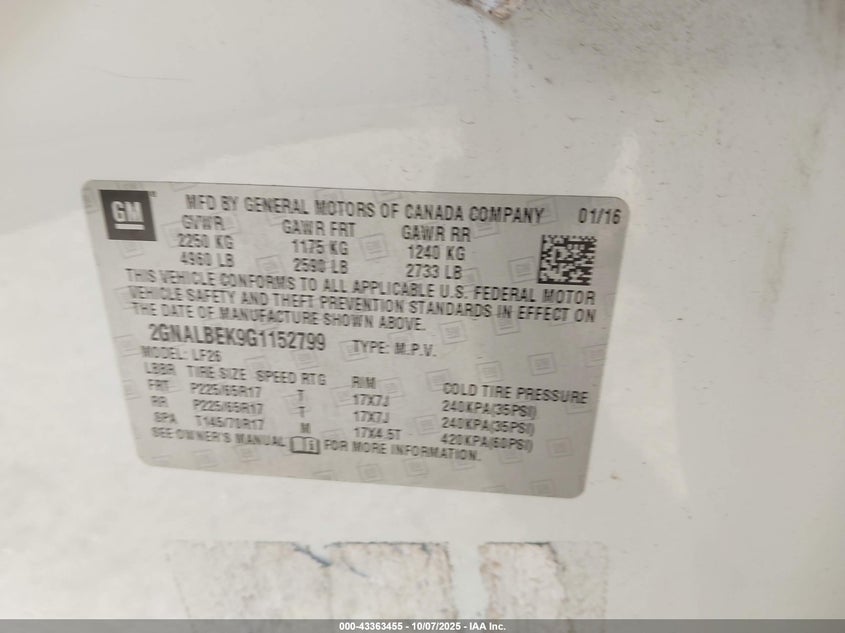 GM
MFD BY GENERAL MOTORS OF CANADA COMPANY 01/16
GVWR GAWR FRT GAWR RR
2250 KG 1175 KG 1240 KG
4960 LB 2590 LB 2733 LB
THIS VEHICLE CONFORMS TO ALL APPLICABLE U.S. FEDERAL MOTOR
VEHICLE SAFETY AND THEFT PREVENTION STANDARDS IN EFFECT ON
THE DATE OF MANUFACTURE SHOWN ABOVE.
2GNALBEK9G1152799 TYPE: M.P.V.
MODEL: LF26
LBBR TIRE SIZE SPEED RTG RIM COLD TIRE PRESSURE
FRT P225/65R17 T 17X7J 240KPA(35PSI)
RR P225/65R17 T 17X7J 240KPA(35PSI)
SPA T145/70R17 M 17X4.5T 420KPA(60PSI)
SEE OWNER'S MANUAL FOR MORE INFORMATION.
000-43363455 - 10/07/2025 - IAA Inc.